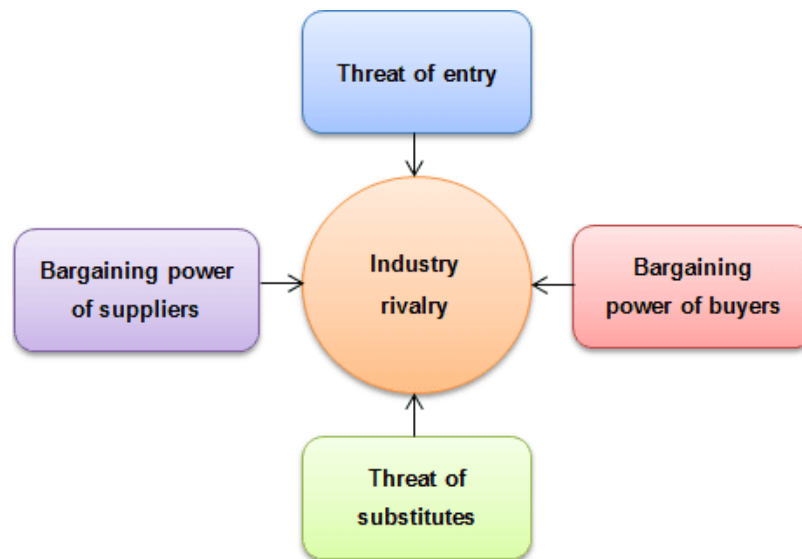 Threat of entry
Bargaining power
of suppliers
Industry
rivalry
Bargaining
power of buyers
Threat of
substitutes